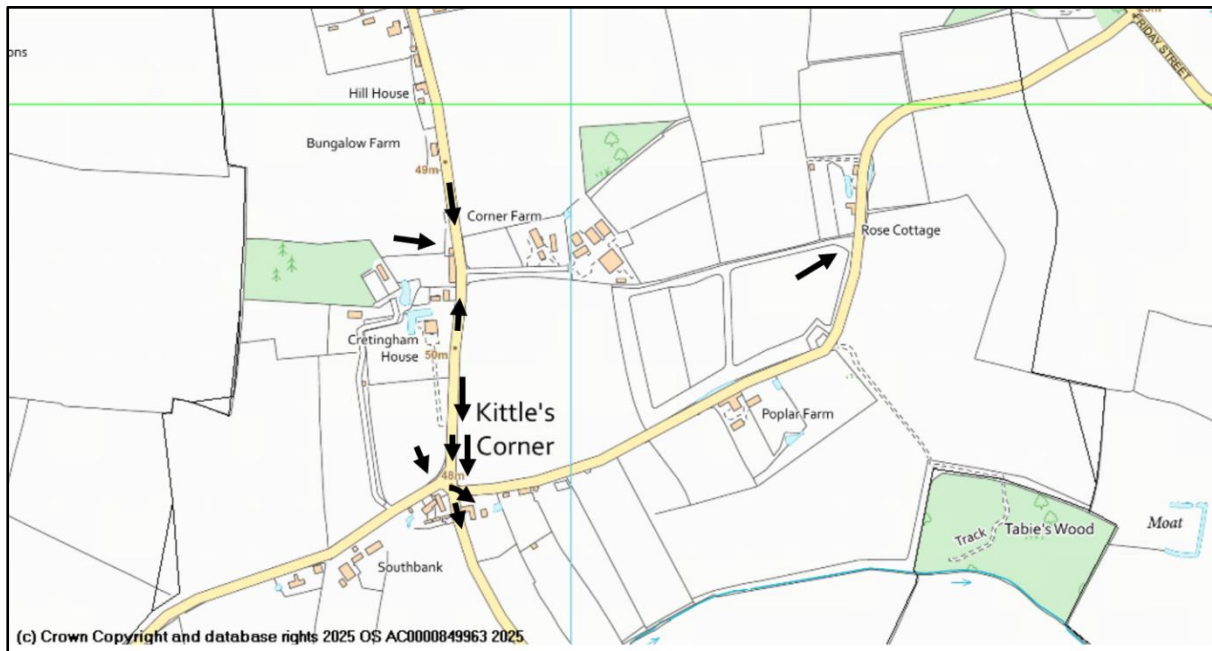 ons
Hill House
Bungalow Farm
49m
Corner Farm
FRIDAY STREET
Rose Cottage
Cretingham
House
50m
Kittle's
Corner
48m
Poplar Farm
Southbank
Track
Tabie's Wood
Moat
(c) Crown Copyright and database rights 2025 OS AC0000849963 2025